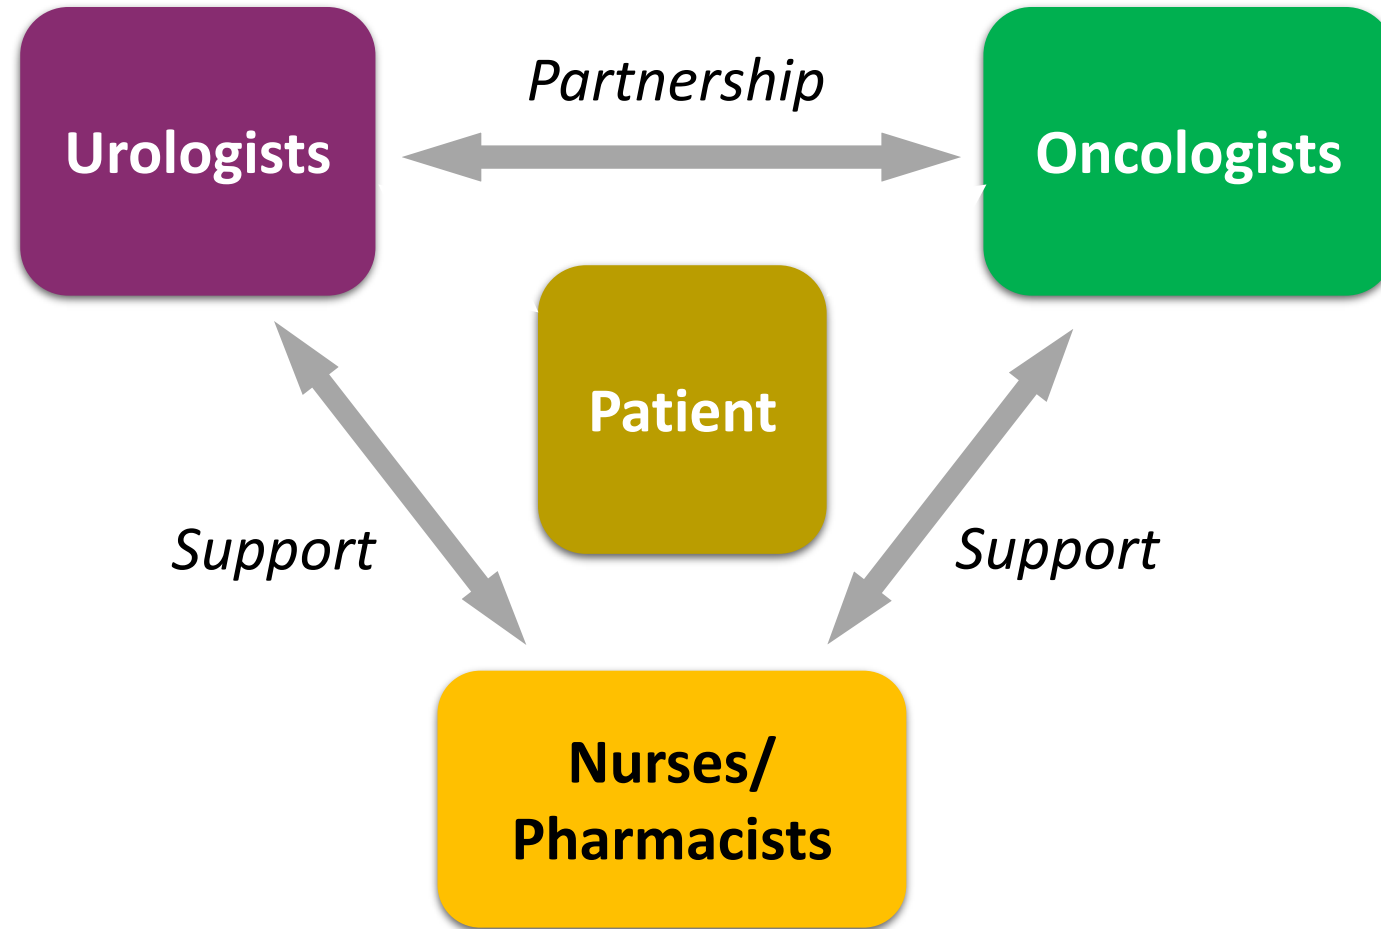 Partnership
Urologists
Oncologists
Patient
Support
Support
Nurses/
Pharmacists